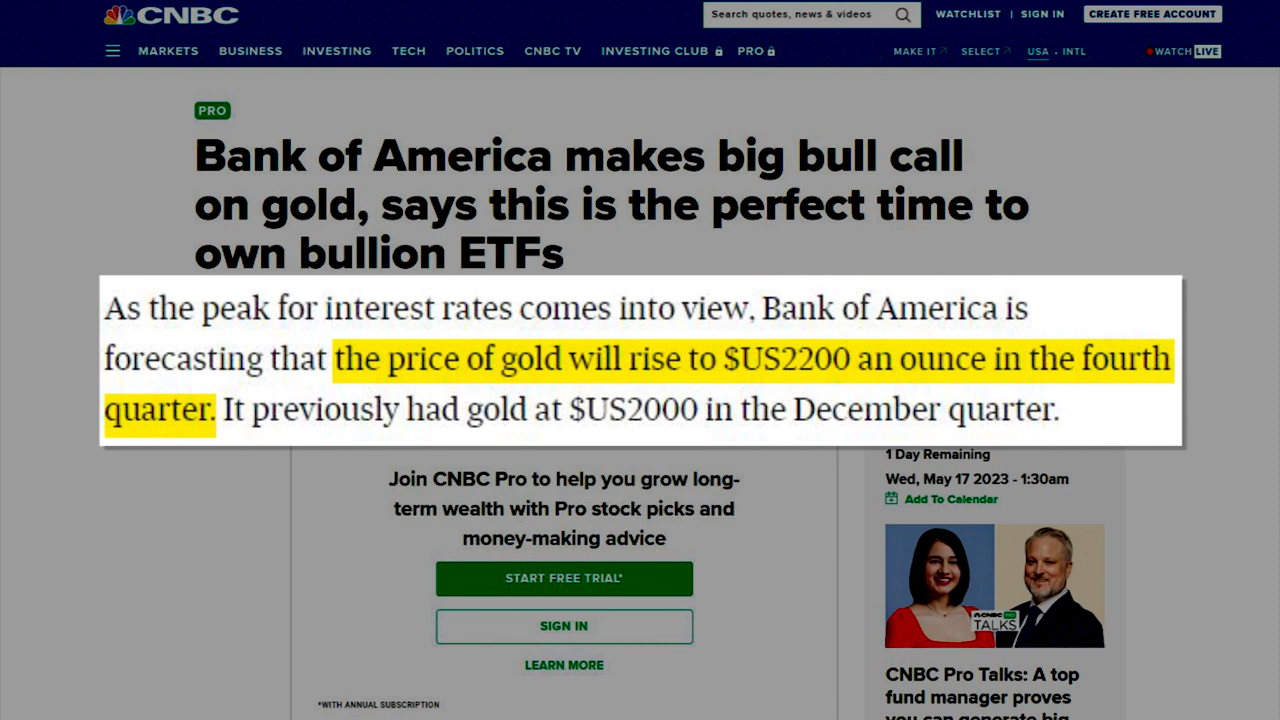 CNBC
Search quotes, news & videos
WATCHLIST | SIGN IN
CREATE FREE ACCOUNT
MARKETS BUSINESS INVESTING TECH POLITICS CNBC TV INVESTING CLUB PRO
MAKE IT SELECT USA • INTL
WATCH LIVE
PRO
Bank of America makes big bull call
on gold, says this is the perfect time to
own bullion ETFs
As the peak for interest rates comes into view, Bank of America is
forecasting that the price of gold will rise to $US2200 an ounce in the fourth
quarter. It previously had gold at $US2000 in the December quarter.
Join CNBC Pro to help you grow long-
term wealth with Pro stock picks and
money-making advice
START FREE TRIAL*
SIGN IN
LEARN MORE
*WITH ANNUAL SUBSCRIPTION
1 Day Remaining
Wed, May 17 2023 - 1:30am
Add To Calendar
CNBC PRO
TALKS
CNBC Pro Talks: A top
fund manager proves
you can generate big